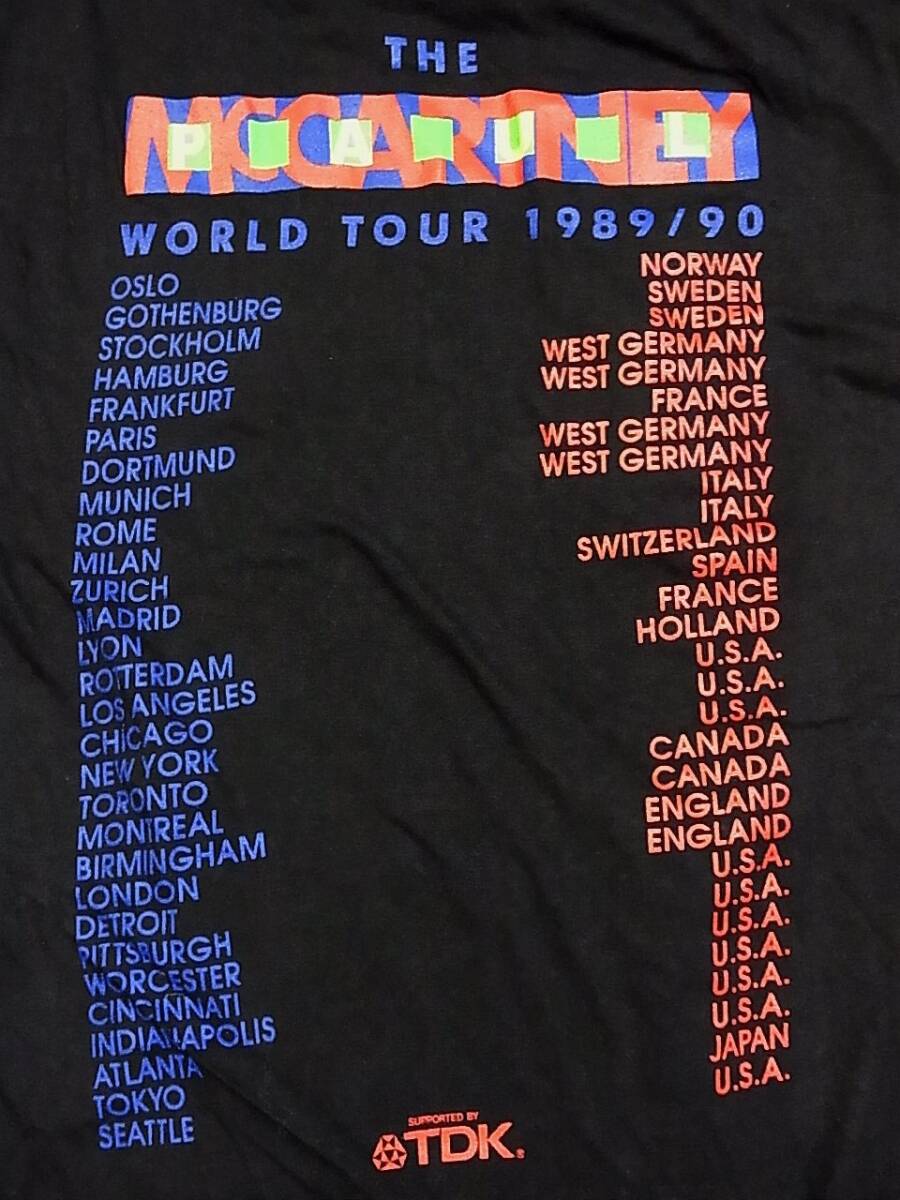 THE
MCCARTNEY
PAUL
WORLD TOUR 1989/90
OSLO NORWAY
GOTHENBURG SWEDEN
STOCKHOLM SWEDEN
HAMBURG WEST GERMANY
FRANKFURT WEST GERMANY
PARIS FRANCE
DORTMUND WEST GERMANY
MUNICH WEST GERMANY
ROME ITALY
MILAN ITALY
ZURICH SWITZERLAND
MADRID SPAIN
LYON FRANCE
ROTTERDAM HOLLAND
LOS ANGELES U.S.A.
CHICAGO U.S.A.
NEW YORK U.S.A.
TORONTO CANADA
MONTREAL CANADA
BIRMINGHAM ENGLAND
LONDON ENGLAND
DETROIT U.S.A.
PITTSBURGH U.S.A.
WORCESTER U.S.A.
CINCINNATI U.S.A.
INDIANAPOLIS U.S.A.
ATLANTA U.S.A.
TOKYO JAPAN
SEATTLE U.S.A.
SUPPORTED BY
TDK®